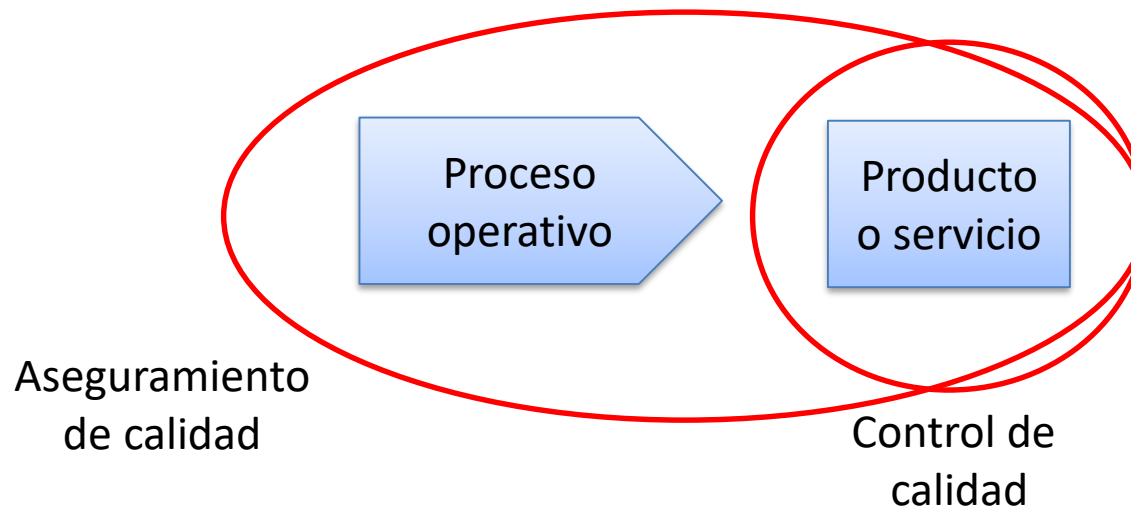 Proceso
operativo
Producto
o servicio
Aseguramiento
de calidad
Control de
calidad